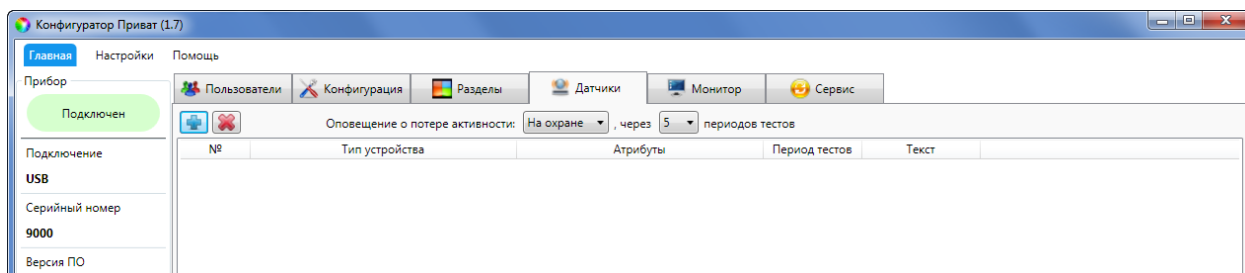 Конфигуратор Приват (1.7)
Главная Настройки Помощь
Прибор
Подключен
Подключение
USB
Серийный номер
9000
Версия ПО
Пользователи Конфигурация Разделы Датчики Монитор Сервис
Оповещение о потере активности: На охране , через 5 периодов тестов
№ Тип устройства Атрибуты Период тестов Текст